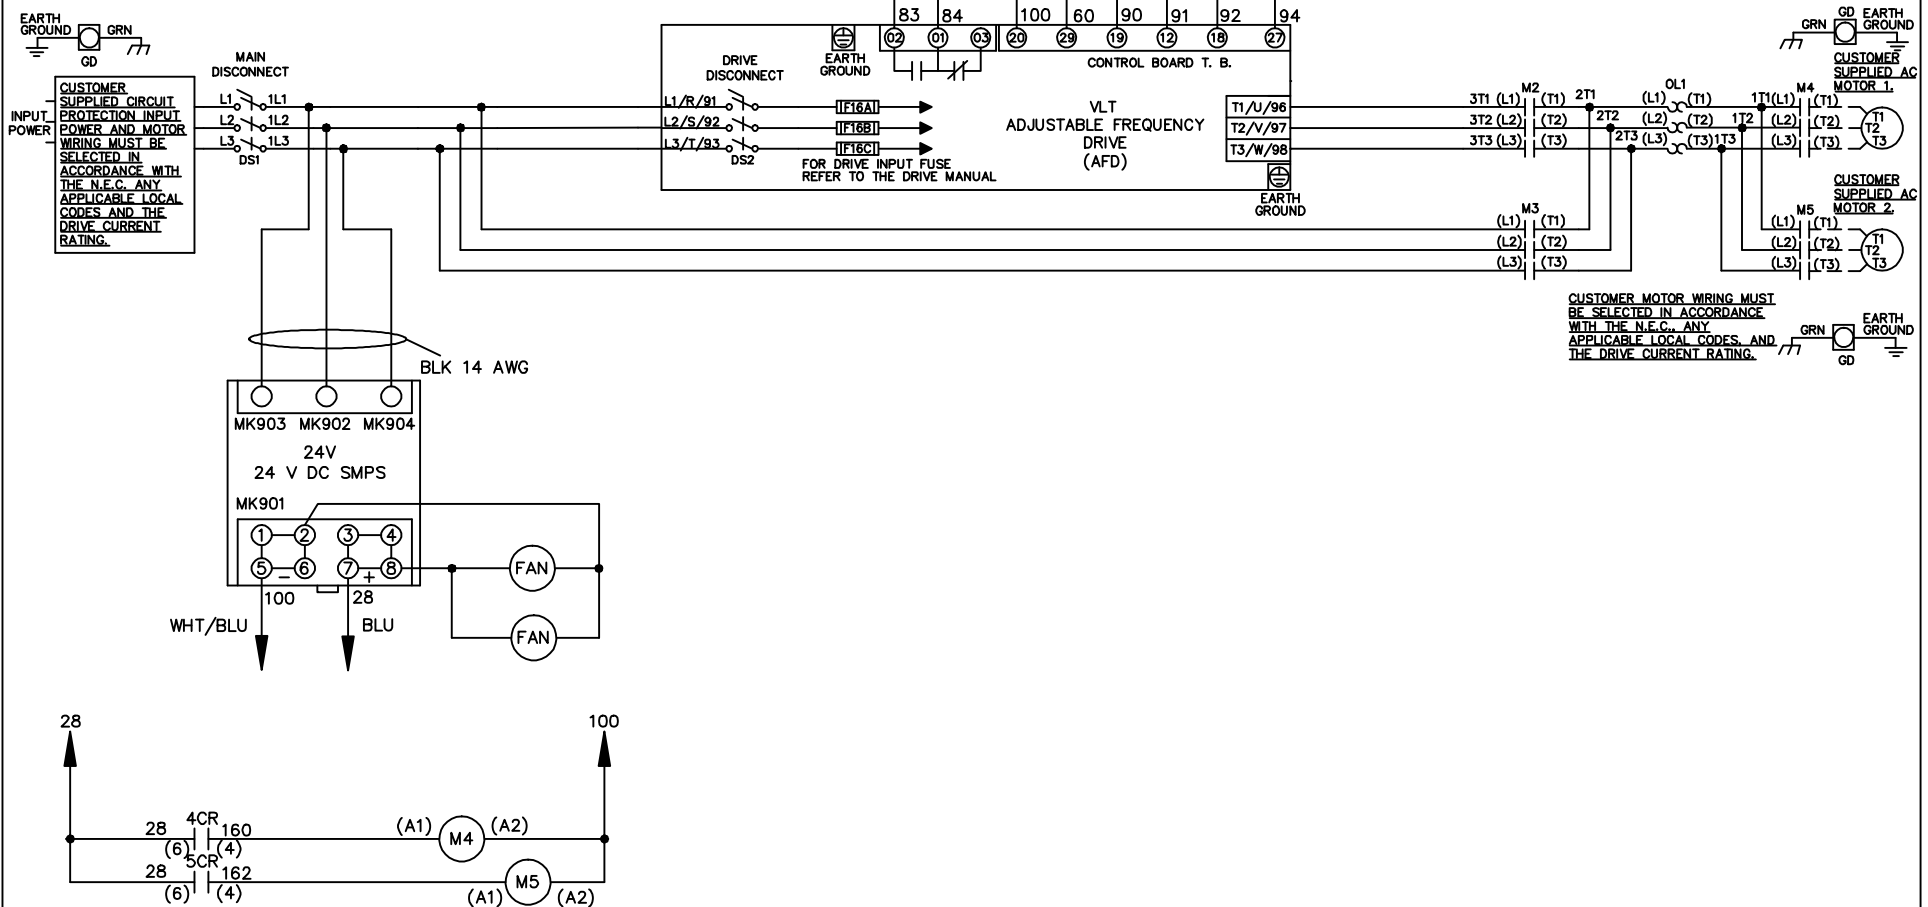 83 84 100 60 90 91 92 94
EARTH
GROUND
GRN
GD
GD EARTH
GRN GROUND
02 01 03 20 29 19 12 18 27
EARTH
GROUND
CONTROL BOARD T. B.
MAIN
DISCONNECT
DRIVE
DISCONNECT
CUSTOMER
SUPPLIED AC
MOTOR 1.
INPUT
POWER
CUSTOMER
SUPPLIED CIRCUIT
PROTECTION INPUT
POWER AND MOTOR
WIRING MUST BE
SELECTED IN
ACCORDANCE WITH
THE N.E.C. ANY
APPLICABLE LOCAL
CODES AND THE
DRIVE CURRENT
RATING.
L1 1L1
L2 1L2
L3 1L3
DS1
L1/R/91
L2/S/92
L3/T/93
DS2
F16A
F16B
F16C
FOR DRIVE INPUT FUSE
REFER TO THE DRIVE MANUAL
VLT
ADJUSTABLE FREQUENCY
DRIVE
(AFD)
T1/U/96
T2/V/97
T3/W/98
EARTH
GROUND
M2
3T1 (L1) (T1) 2T1
3T2 (L2) (T2) 2T2
3T3 (L3) (T3) 2T3
OL1
(L1) (T1) 1T1
(L2) (T2) 1T2
(L3) (T3) 1T3
M4
(L1) (T1)
(L2) (T2)
(L3) (T3)
T1
T2
T3
CUSTOMER
SUPPLIED AC
MOTOR 2.
M3
(L1) (T1)
(L2) (T2)
(L3) (T3)
M5
(L1) (T1)
(L2) (T2)
(L3) (T3)
T1
T2
T3
CUSTOMER MOTOR WIRING MUST
BE SELECTED IN ACCORDANCE
WITH THE N.E.C., ANY
APPLICABLE LOCAL CODES, AND
THE DRIVE CURRENT RATING.
GRN
EARTH
GROUND
GD
BLK 14 AWG
MK903 MK902 MK904
24V
24 V DC SMPS
MK901
1 2 3 4
5 6 7 8
− +
100 28
WHT/BLU BLU
FAN
FAN
28 100
4CR
28 160 (A1) M4 (A2)
(6) (4)
5CR
28 162 M5
(6) (4) (A1) (A2)